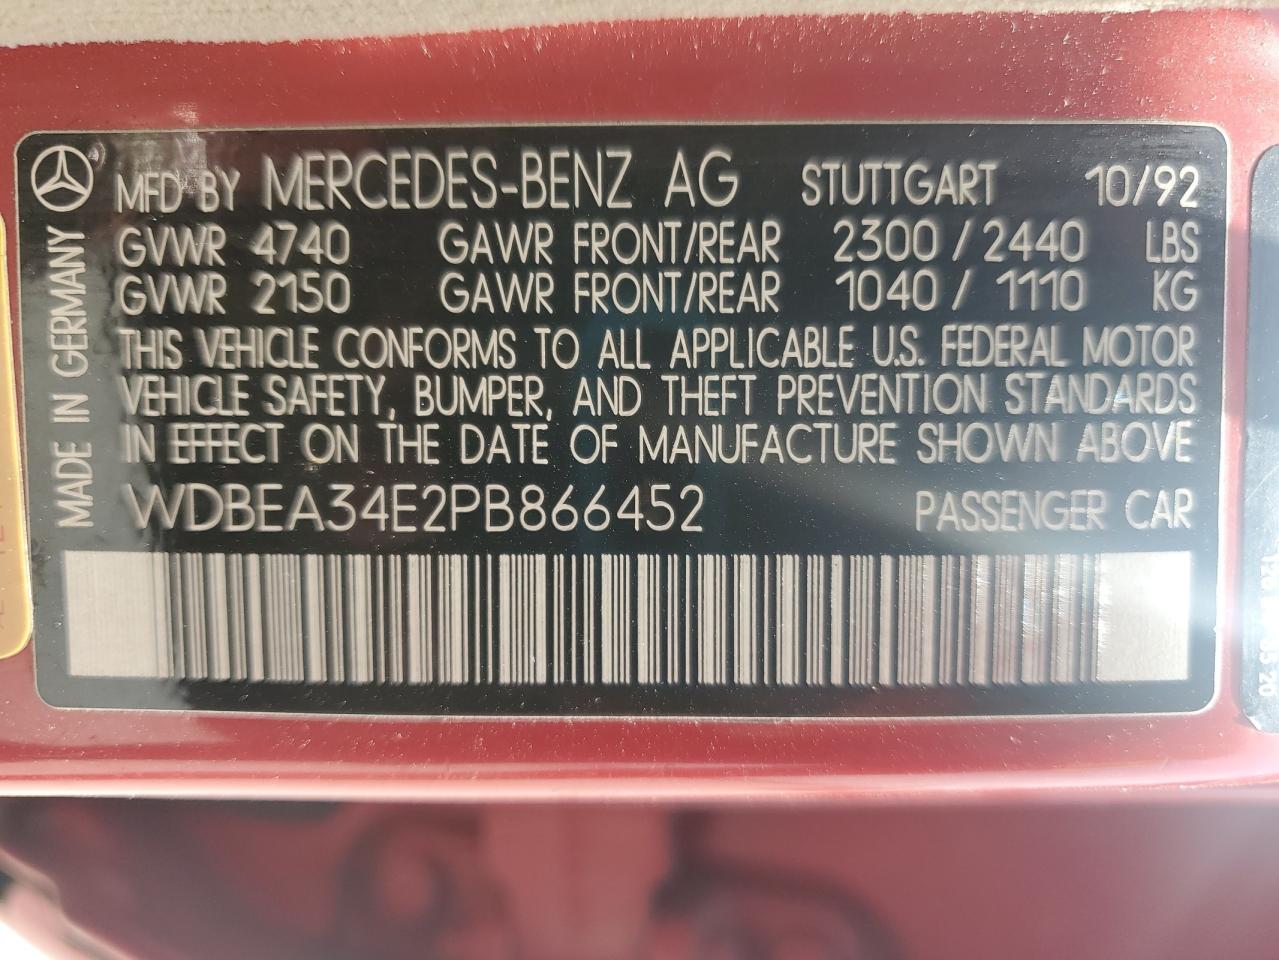 MFD BY MERCEDES-BENZ AG STUTTGART 10/92
GVWR 4740 GAWR FRONT/REAR 2300 / 2440 LBS
GVWR 2150 GAWR FRONT/REAR 1040 / 1110 KG
THIS VEHICLE CONFORMS TO ALL APPLICABLE U.S. FEDERAL MOTOR
VEHICLE SAFETY, BUMPER, AND THEFT PREVENTION STANDARDS
IN EFFECT ON THE DATE OF MANUFACTURE SHOWN ABOVE
WDBEA34E2PB866452 PASSENGER CAR
MADE IN GERMANY